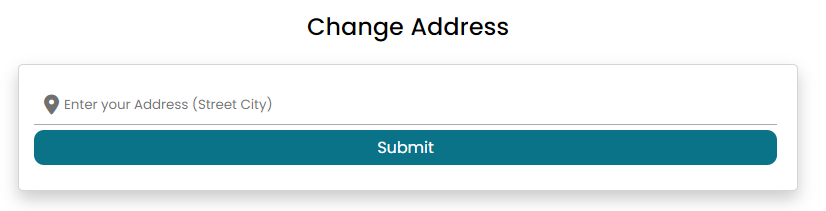 Change Address
Enter your Address (Street City)
Submit